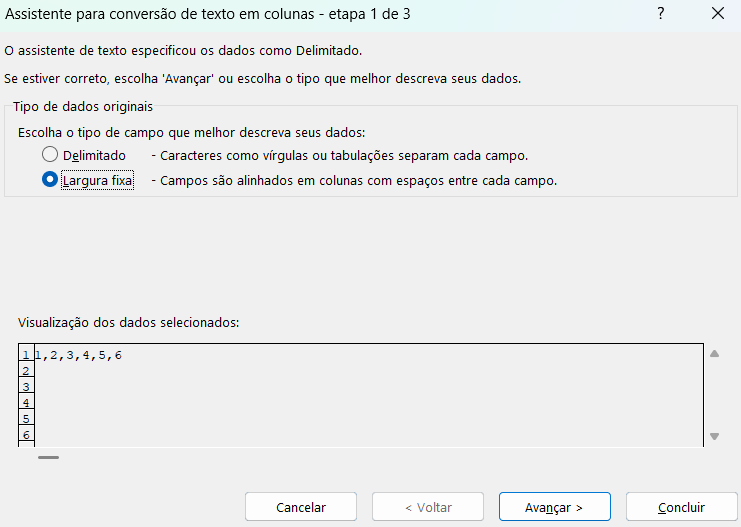 Assistente para conversão de texto em colunas - etapa 1 de 3 ?
O assistente de texto especificou os dados como Delimitado.
Se estiver correto, escolha 'Avançar' ou escolha o tipo que melhor descreva seus dados.
Tipo de dados originais
Escolha o tipo de campo que melhor descreva seus dados:
Delimitado - Caracteres como vírgulas ou tabulações separam cada campo.
Largura fixa - Campos são alinhados em colunas com espaços entre cada campo.
Visualização dos dados selecionados:
1 1,2,3,4,5,6
2
3
4
5
6
Cancelar < Voltar Avançar > Concluir